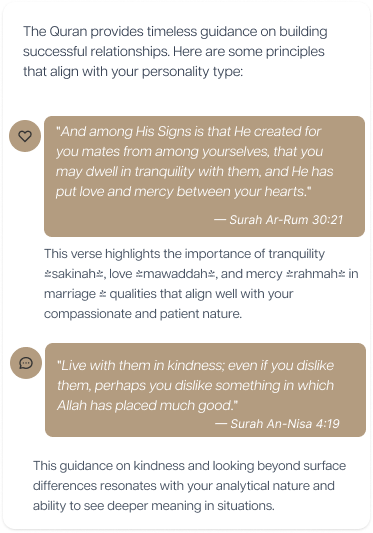 The Quran provides timeless guidance on building
successful relationships. Here are some principles
that align with your personality type:
"And among His Signs is that He created for
you mates from among yourselves, that you
may dwell in tranquility with them, and He has
put love and mercy between your hearts."
— Surah Ar-Rum 30:21
This verse highlights the importance of tranquility
≐sakinah≐, love ≐mawaddah≐, and mercy ≐rahmah≐ in
marriage ≐ qualities that align well with your
compassionate and patient nature.
"Live with them in kindness; even if you dislike
them, perhaps you dislike something in which
Allah has placed much good."
— Surah An-Nisa 4:19
This guidance on kindness and looking beyond surface
differences resonates with your analytical nature and
ability to see deeper meaning in situations.